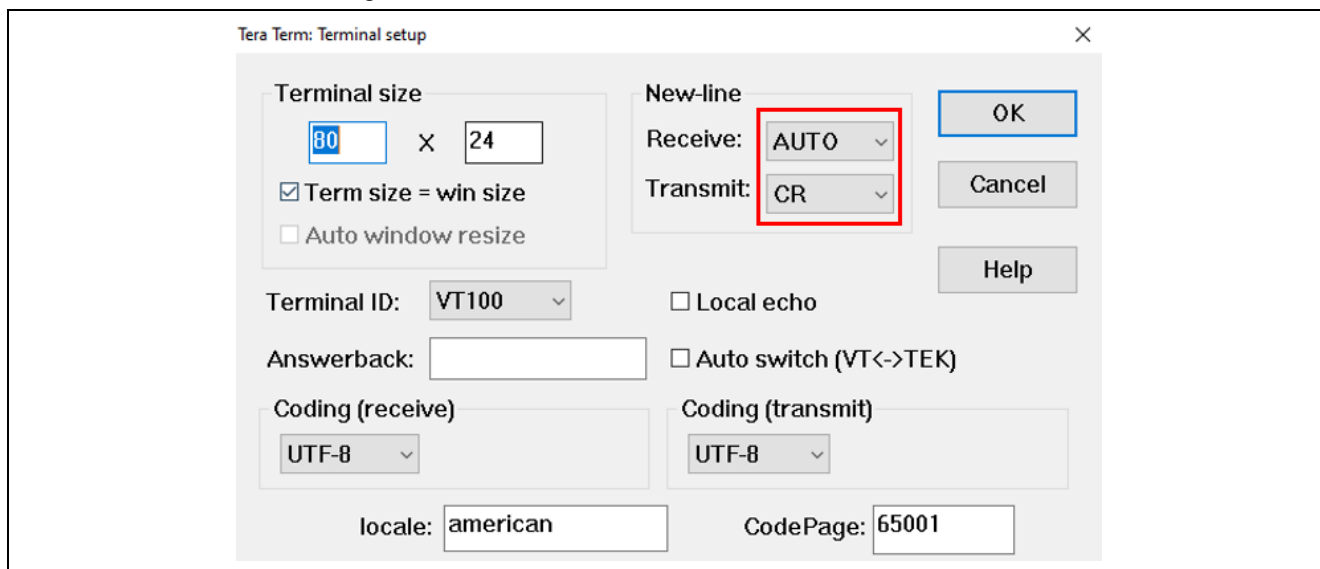 Tera Term: Terminal setup
Terminal size
80 X 24
Term size = win size
Auto window resize
New-line
Receive: AUTO
Transmit: CR
OK
Cancel
Help
Terminal ID: VT100
Local echo
Answerback:
Auto switch (VT<->TEK)
Coding (receive)
UTF-8
Coding (transmit)
UTF-8
locale: american
CodePage: 65001